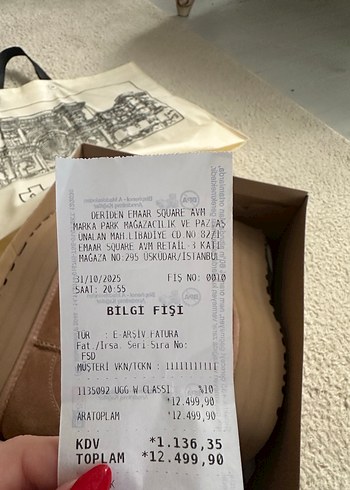 DERİDEN EMAAR SQUARE AVM
MARKA PARK MAĞAZACILIK VE PAZ.AŞ
ÜNALAN MAH.LİBADİYE CD.NO 82/1
EMAAR SQUARE AVM RETAIL-3 KATI
MAĞAZA NO:295 ÜSKÜDAR/İSTANBUL
31/10/2025 FİŞ NO: 0010
SAAT: 20:55
BİLGİ FİŞİ
TÜR : E-ARŞİV FATURA
Fat./İrsa. Seri Sıra No:
FSD
MÜŞTERİ VKN/TCKN : 11111111111
1135092 UGG W CLASSI %10
*12.499,90
ARATOPLAM *12.499,90
KDV *1.136,35
TOPLAM *12.499,90